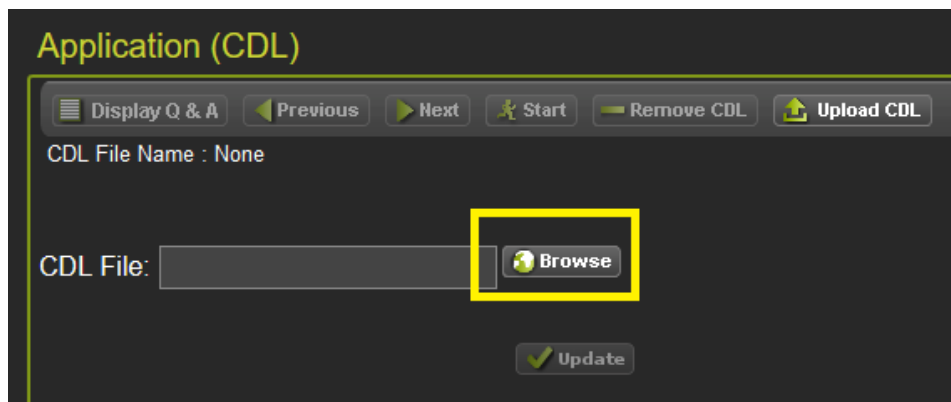 Application (CDL)
Display Q & A Previous Next Start Remove CDL Upload CDL
CDL File Name : None
CDL File: Browse
Update